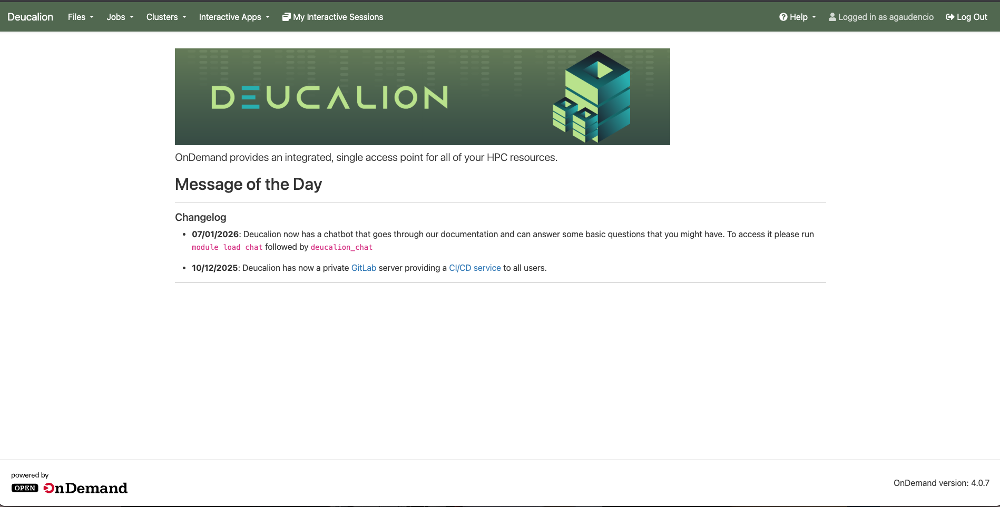 Deucalion Files Jobs Clusters Interactive Apps My Interactive Sessions Help Logged in as agaudencio Log Out
DEUCALION
OnDemand provides an integrated, single access point for all of your HPC resources.
Message of the Day
Changelog
07/01/2026: Deucalion now has a chatbot that goes through our documentation and can answer some basic questions that you might have. To access it please run
module load chat followed by deucalion_chat
10/12/2025: Deucalion has now a private GitLab server providing a CI/CD service to all users.
powered by
OPEN OnDemand
OnDemand version: 4.0.7